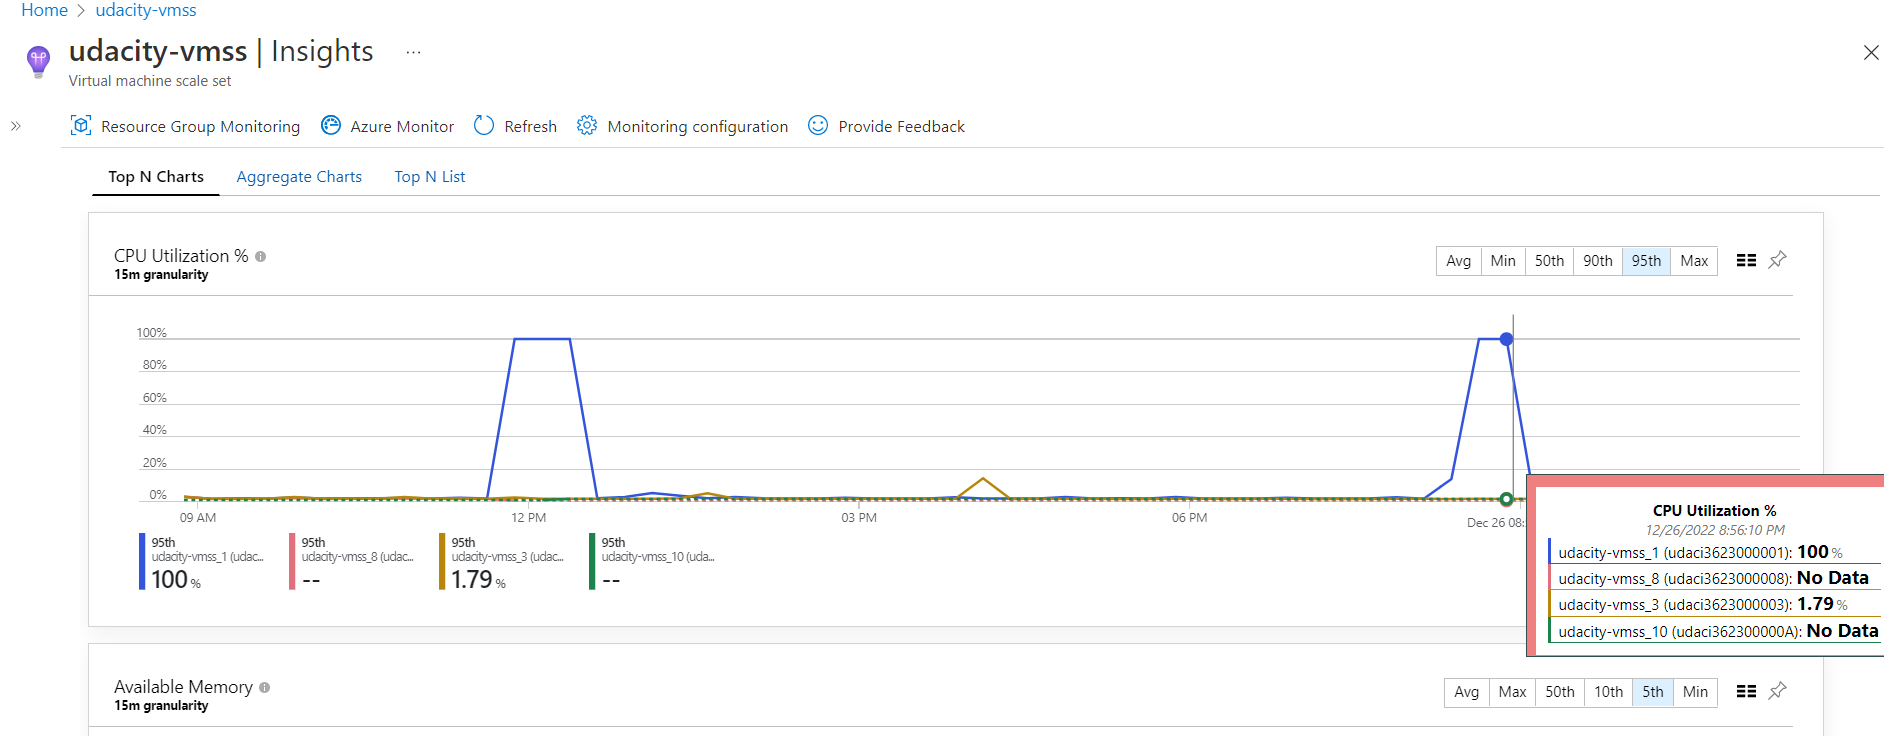 Home > udacity-vmss
udacity-vmss | Insights ...
Virtual machine scale set
» Resource Group Monitoring Azure Monitor Refresh Monitoring configuration Provide Feedback
Top N Charts Aggregate Charts Top N List
CPU Utilization %
15m granularity
Avg Min 50th 90th 95th Max
100%
80%
60%
40%
20%
0%
09 AM 12 PM 03 PM 06 PM Dec 26 08:
95th
udacity-vmss_1 (udac...
100 %
95th
udacity-vmss_8 (udac...
--
95th
udacity-vmss_3 (udac...
1.79 %
95th
udacity-vmss_10 (uda...
--
CPU Utilization %
12/26/2022 8:56:10 PM
udacity-vmss_1 (udaci3623000001): 100 %
udacity-vmss_8 (udaci3623000008): No Data
udacity-vmss_3 (udaci3623000003): 1.79 %
udacity-vmss_10 (udaci362300000A): No Data
Available Memory
15m granularity
Avg Max 50th 10th 5th Min